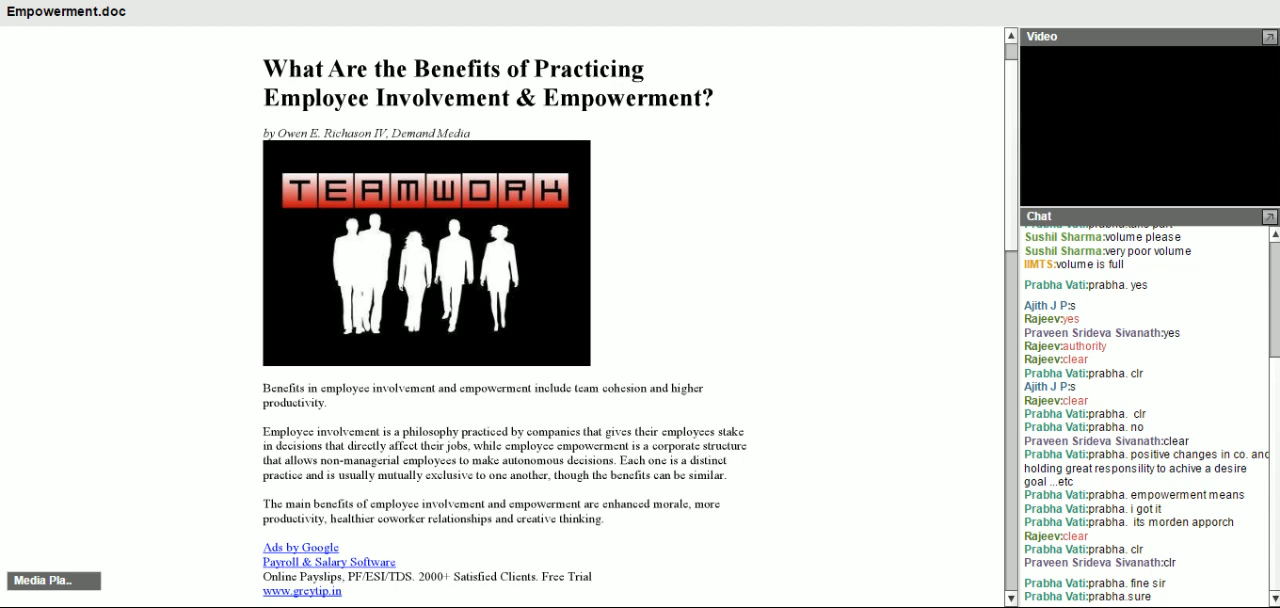 Empowerment.doc
What Are the Benefits of Practicing
Employee Involvement & Empowerment?
by Owen E. Richason IV, Demand Media
TEAMWORK
Benefits in employee involvement and empowerment include team cohesion and higher
productivity.
Employee involvement is a philosophy practiced by companies that gives their employees stake
in decisions that directly affect their jobs, while employee empowerment is a corporate structure
that allows non-managerial employees to make autonomous decisions. Each one is a distinct
practice and is usually mutually exclusive to one another, though the benefits can be similar.
The main benefits of employee involvement and empowerment are enhanced morale, more
productivity, healthier coworker relationships and creative thinking.
Ads by Google
Payroll & Salary Software
Online Payslips, PF/ESI/TDS. 2000+ Satisfied Clients. Free Trial
www.greytip.in
Media Pla..
Video
Chat
Sushil Sharma:volume please
Sushil Sharma:very poor volume
IIMTS:volume is full
Prabha Vati:prabha. yes
Ajith J P:s
Rajeev:yes
Praveen Srideva Sivanath:yes
Rajeev:authority
Rajeev:clear
Prabha Vati:prabha. clr
Ajith J P:s
Rajeev:clear
Prabha Vati:prabha.  clr
Prabha Vati:prabha. no
Praveen Srideva Sivanath:clear
Prabha Vati:prabha. positive changes in co. and
holding great responsility to achive a desire
goal ...etc
Prabha Vati:prabha. empowerment means
Prabha Vati:prabha. i got it
Prabha Vati:prabha.  its morden apporch
Rajeev:clear
Prabha Vati:prabha. clr
Praveen Srideva Sivanath:clr
Prabha Vati:prabha. fine sir
Prabha Vati:prabha.sure